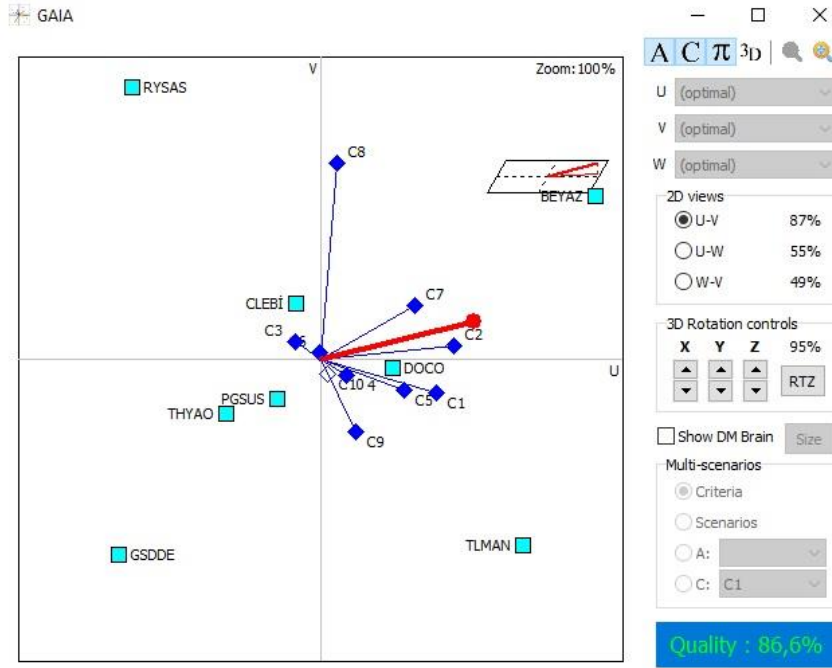 GAIA
V
Zoom: 100%
RYSAS
C8
BEYAZ
CLEBİ
C7
C3
C2
U
DOCO
C10
4
PGSUS
THYAO
C5
C1
C9
GSDDE
TLMAN
A C π 3D
U (optimal)
V (optimal)
W (optimal)
2D views
U-V 87%
U-W 55%
W-V 49%
3D Rotation controls
X Y Z 95%
RTZ
Show DM Brain Size
Multi-scenarios
Criteria
Scenarios
A:
C: C1
Quality : 86,6%